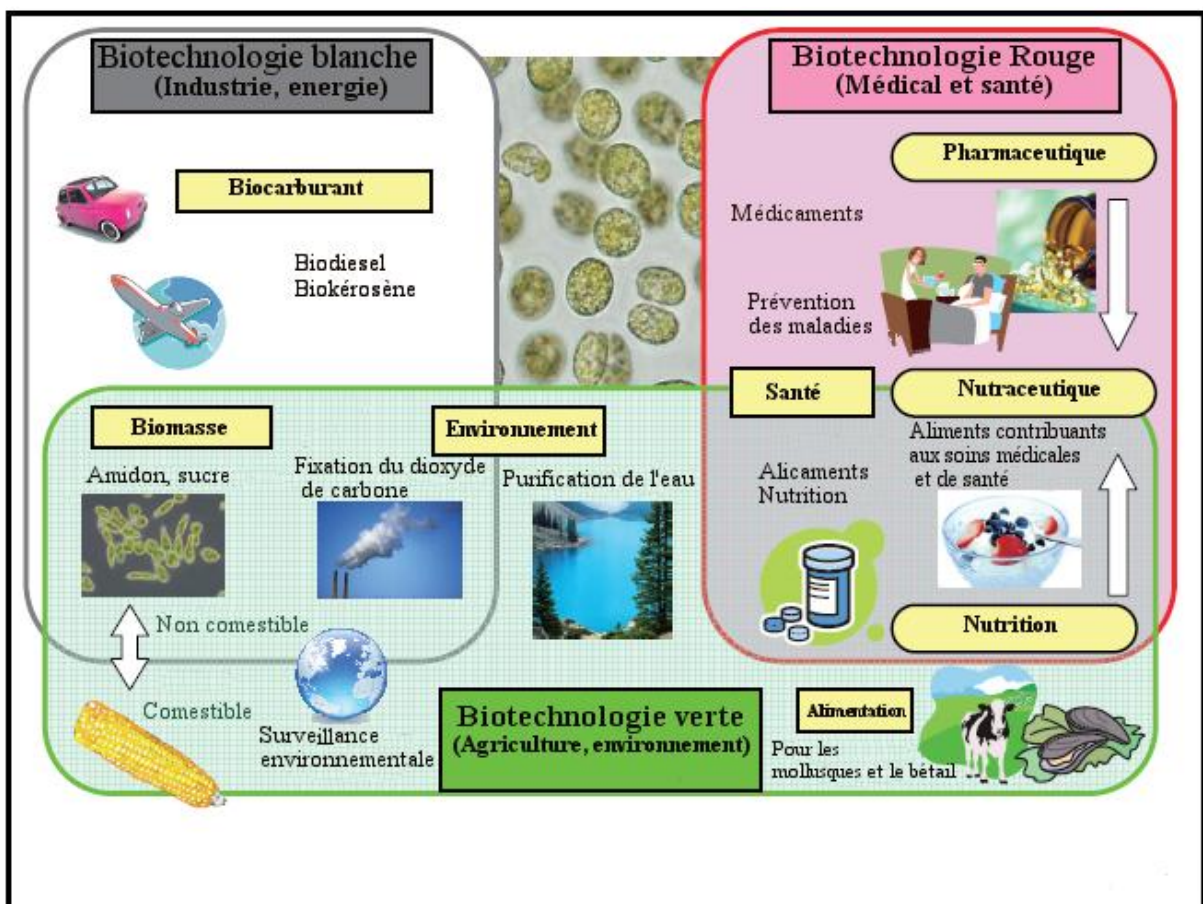 Biotechnologie blanche
(Industrie, energie)
Biocarburant
Biodiesel
Biokérosène
Biotechnologie Rouge
(Médical et santé)
Pharmaceutique
Médicaments
Prévention
des maladies
Santé
Nutraceutique
Aliments contribuants
aux soins médicales
et de santé
Alicaments
Nutrition
Nutrition
Biomasse
Amidon, sucre
Environnement
Fixation du dioxyde
de carbone
Purification de l'eau
Non comestible
Comestible
Surveillance
environnementale
Biotechnologie verte
(Agriculture, environnement)
Alimentation
Pour les
mollusques et le bétail